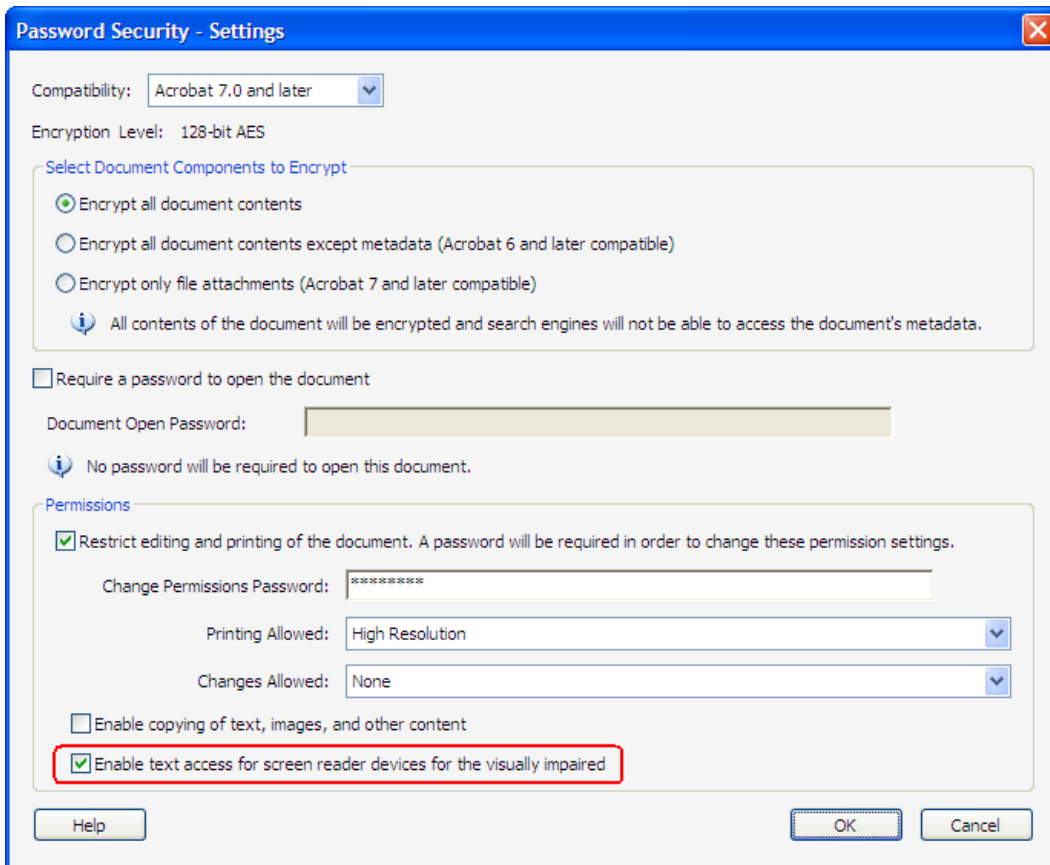 Password Security - Settings
Compatibility: Acrobat 7.0 and later
Encryption Level: 128-bit AES
Select Document Components to Encrypt
Encrypt all document contents
Encrypt all document contents except metadata (Acrobat 6 and later compatible)
Encrypt only file attachments (Acrobat 7 and later compatible)
All contents of the document will be encrypted and search engines will not be able to access the document's metadata.
Require a password to open the document
Document Open Password:
No password will be required to open this document.
Permissions
Restrict editing and printing of the document. A password will be required in order to change these permission settings.
Change Permissions Password: ********
Printing Allowed: High Resolution
Changes Allowed: None
Enable copying of text, images, and other content
Enable text access for screen reader devices for the visually impaired
Help OK Cancel